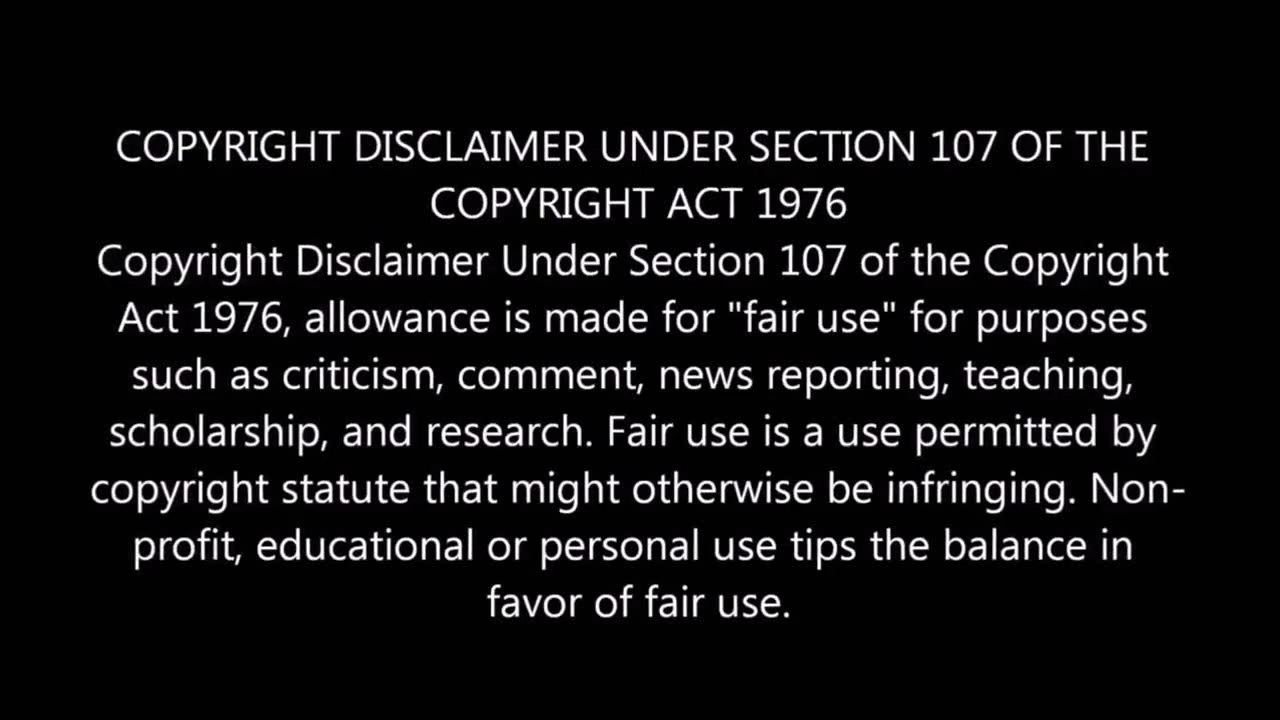 COPYRIGHT DISCLAIMER UNDER SECTION 107 OF THE
COPYRIGHT ACT 1976
Copyright Disclaimer Under Section 107 of the Copyright
Act 1976, allowance is made for "fair use" for purposes
such as criticism, comment, news reporting, teaching,
scholarship, and research. Fair use is a use permitted by
copyright statute that might otherwise be infringing. Non-
profit, educational or personal use tips the balance in
favor of fair use.